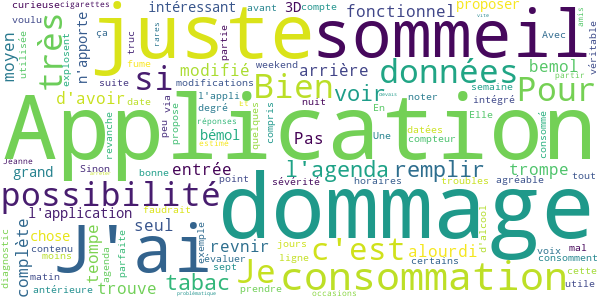 curieuse cigarettes
voulu
moyen
utilisée
très
explosent
n'apporte
ça
truc
rares
avant
intéressant
3D compte
fonctionnel
partie
juste
sommeil
proposer
Avec
amis
vite
véritable
weekend
arrière
données
bemol
partir
suite
fume
modifié
modifications
si
l'appli
Bien
voir
Pour
semaine
intégré
noter
d'avoir
date
peu via
degré
nuit
compris
En
Elle
Application
revanche
propose
réponses
bémol
estimé
quelques
Pas
Une
datées
compteur
consommé
Jeanne
grand
Sinon
bonne
entrée
point
l'agenda
sévérité
horaires
remplir
troubles
trompe
agréable
tout
possibilité
dommage
l'application
faudrait
J'ai
diagnostic
complète
chose
moins
contenu
matin
antérieure
teompe
agenda
parfaite
trouve
seul
exemple
tabac
revnir
évaluer
sept
problématique
Je
c'est
alourdi
d'alcool
jours
ligne
prendre
certains
consommation
occasions
voix
mal
consomment
cette
utile